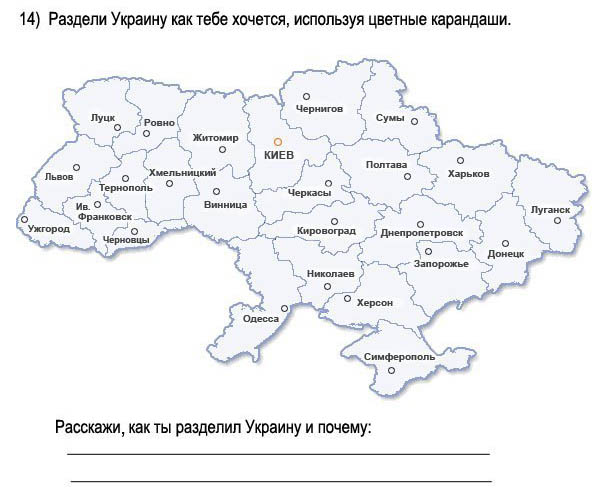 14) Раздели Украину как тебе хочется, используя цветные карандаши.
Чернигов
Луцк
Ровно
Сумы
Житомир
КИЕВ
Полтава
Харьков
Львов
Хмельницкий
Тернополь
Черкассы
Ив.
Франковск
Винница
Луганск
Ужгород
Черновцы
Кировоград
Днепропетровск
Донецк
Запорожье
Николаев
Херсон
Одесса
Симферополь
Расскажи, как ты разделил Украину и почему: